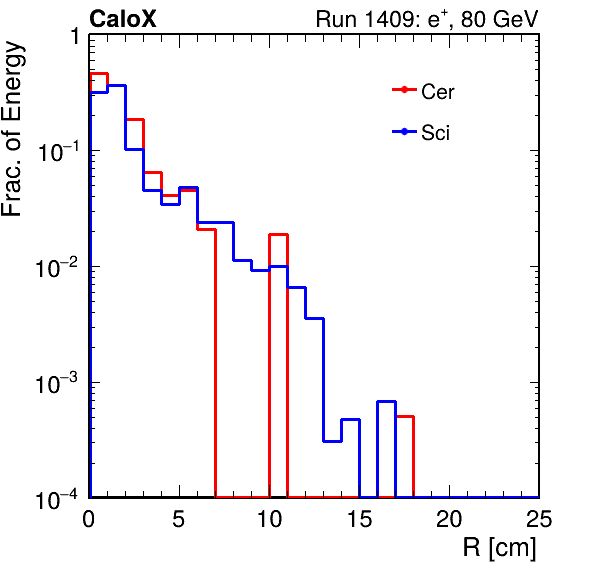 CaloX Run 1409: e⁺, 80 GeV
Frac. of Energy
1
10⁻¹
10⁻²
10⁻³
10⁻⁴
Cer
Sci
0 5 10 15 20 25
R [cm]